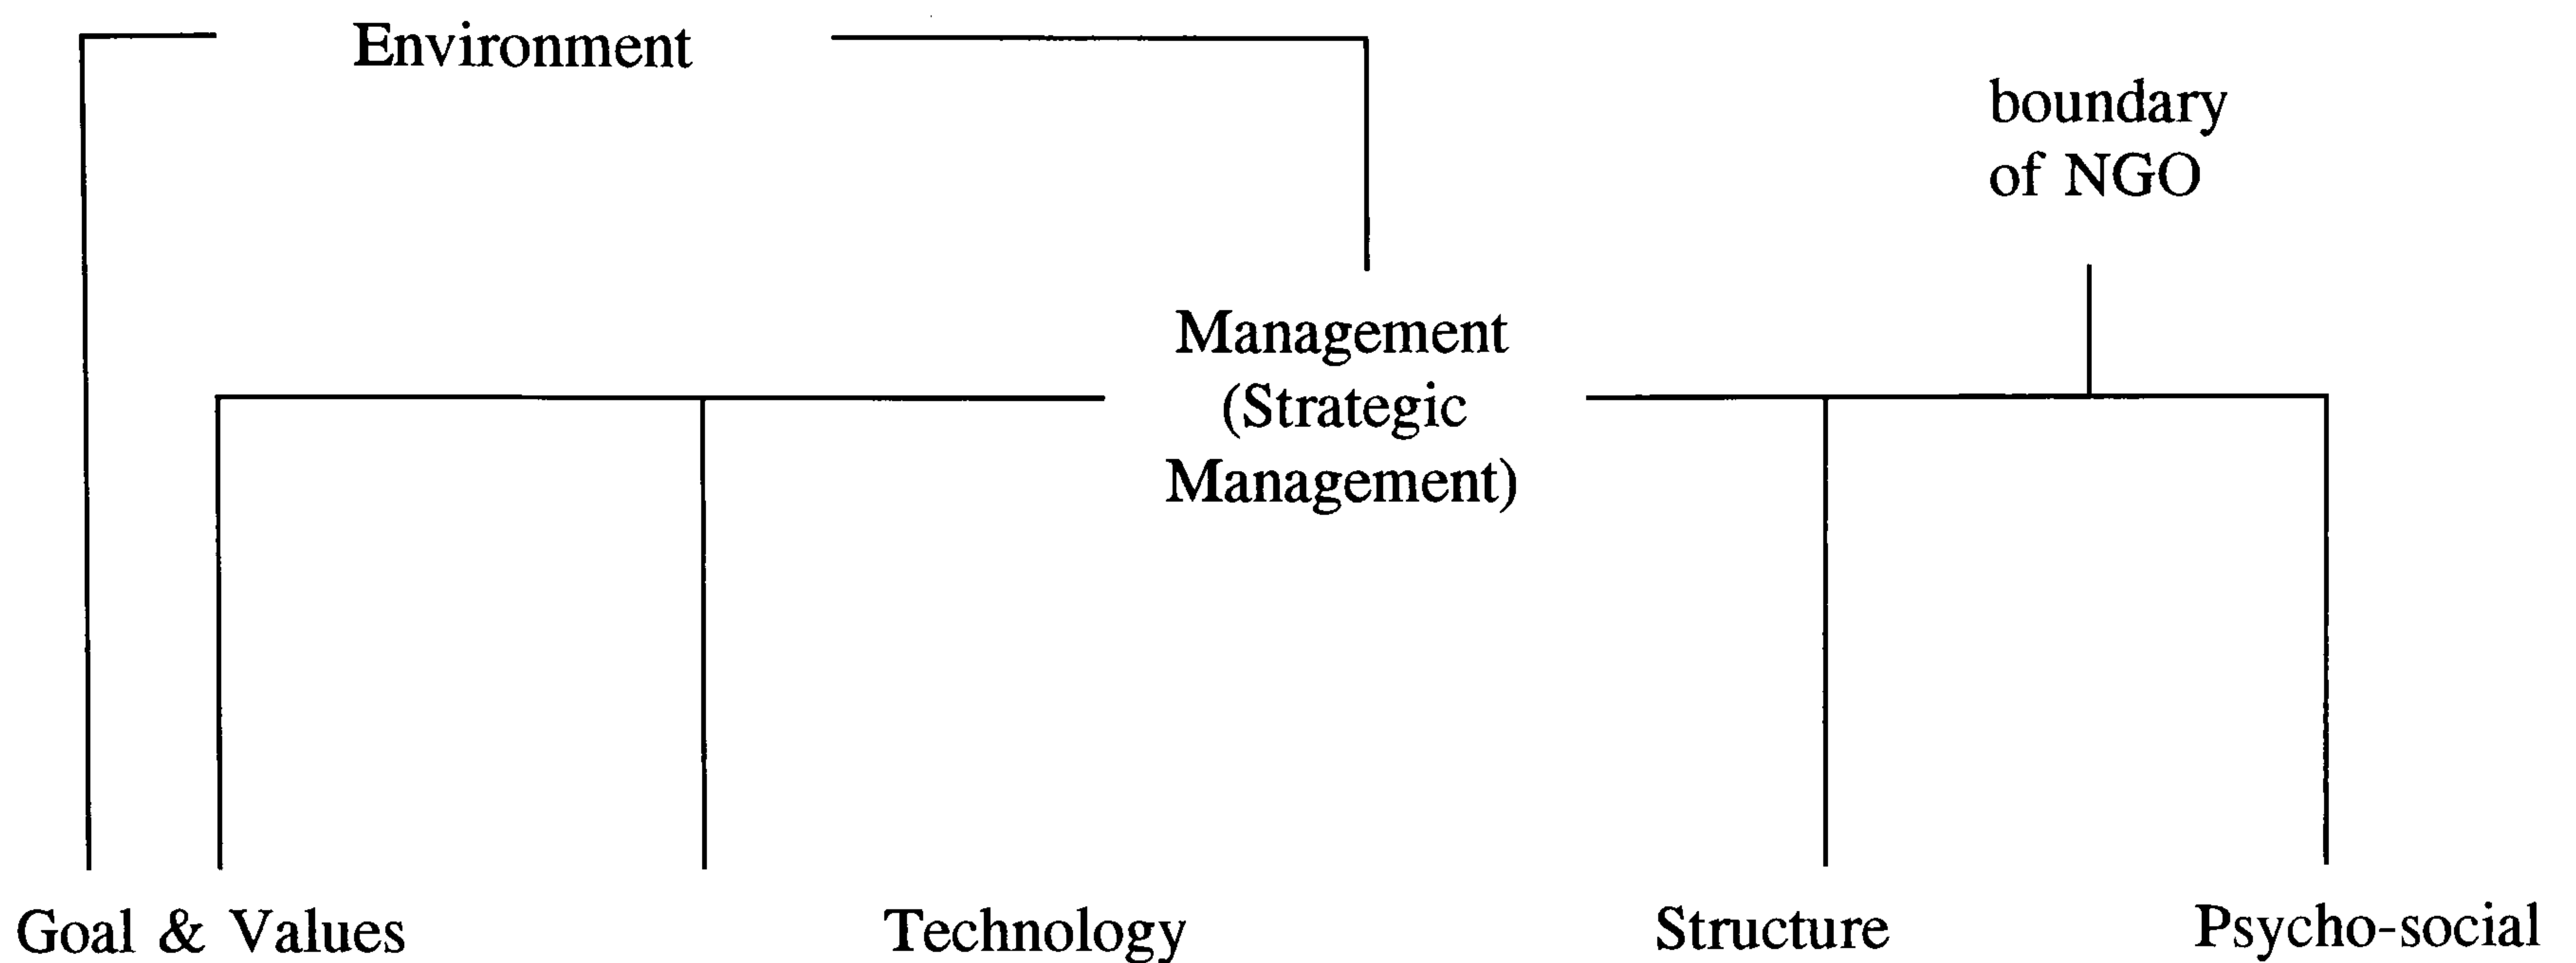 Environment
boundary
of NGO
Management
(Strategic
Management)
Goal & Values
Technology
Structure
Psycho-social